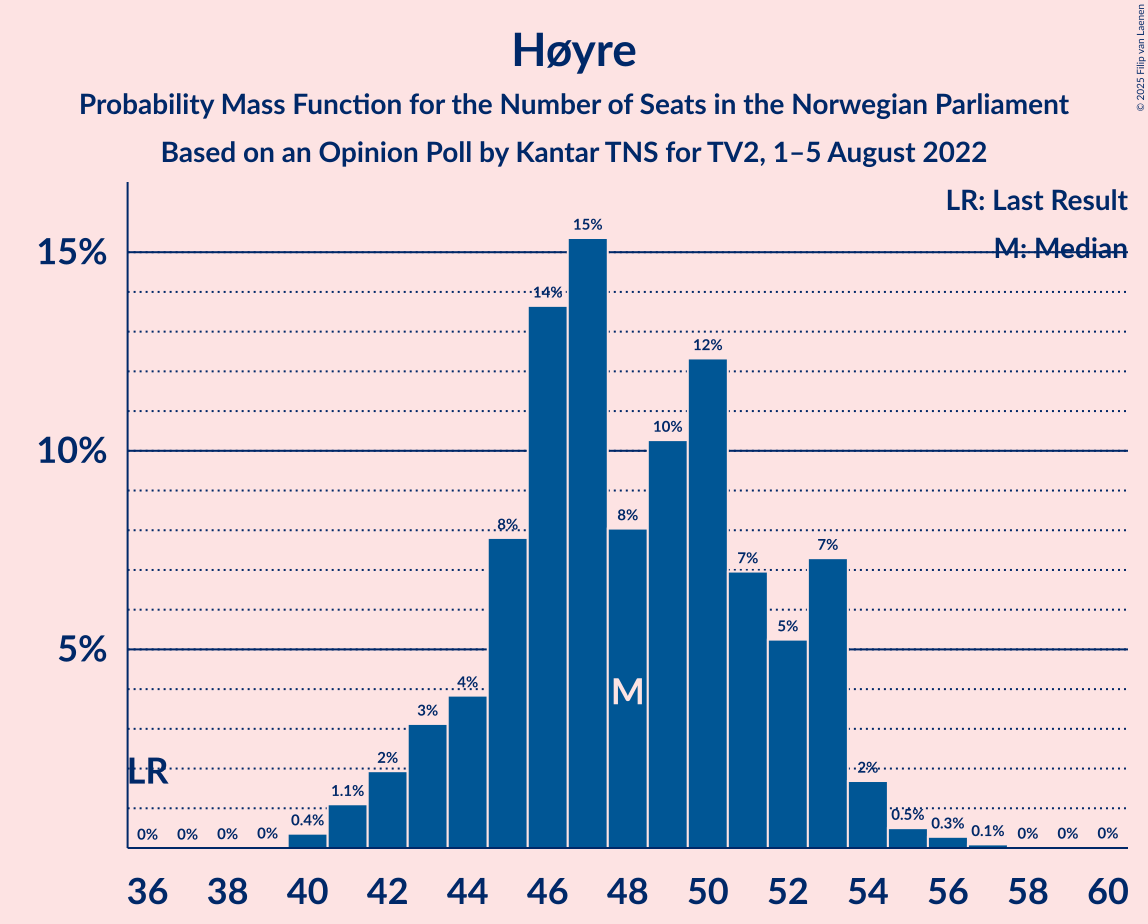 Høyre
Probability Mass Function for the Number of Seats in the Norwegian Parliament
Based on an Opinion Poll by Kantar TNS for TV2, 1–5 August 2022
© 2025 Filip van Laenen
LR: Last Result
M: Median
15%
10%
5%
LR
M
0% 0% 0% 0% 0.4% 1.1% 2% 3% 4% 8% 14% 15% 8% 10% 12% 7% 5% 7% 2% 0.5% 0.3% 0.1% 0% 0% 0%
36 38 40 42 44 46 48 50 52 54 56 58 60